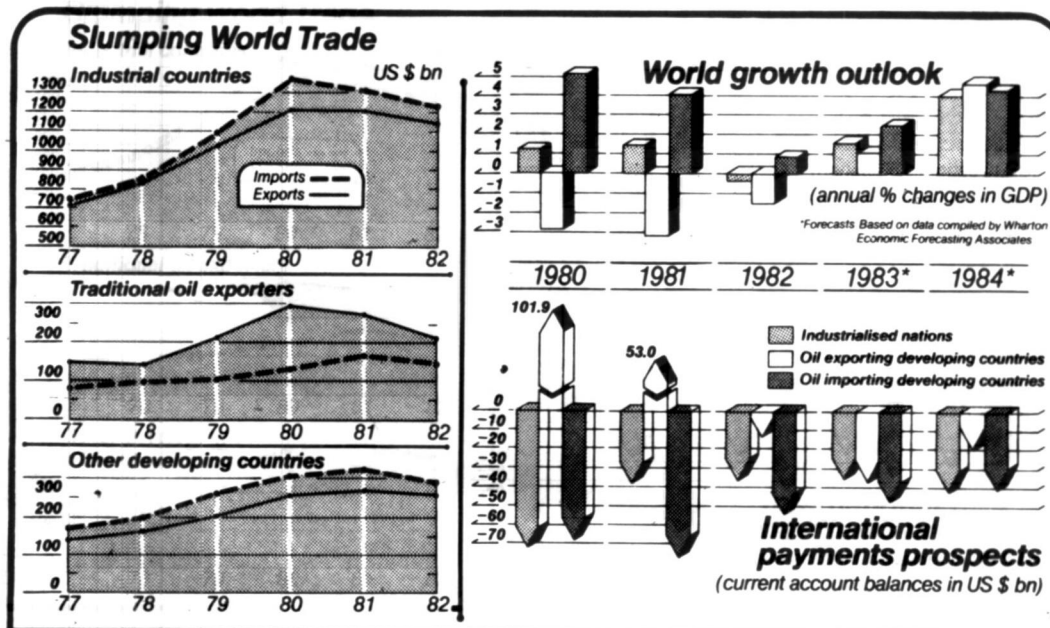 Slumping World Trade
Industrial countries
US $ bn
1300
1200
1100
1000
900
800
700
600
500
Imports
Exports
77 78 79 80 81 82
Traditional oil exporters
300
200
100
0
77 78 79 80 81 82
Other developing countries
300
200
100
0
77 78 79 80 81 82
World growth outlook
5
4
3
2
1
0
-1
-2
-3
(annual % changes in GDP)
*Forecasts Based on data compiled by Wharton
Economic Forecasting Associates
1980 1981 1982 1983* 1984*
101.9
53.0
Industrialised nations
Oil exporting developing countries
Oil importing developing countries
0
-10
-20
-30
-40
-50
-60
-70
International
payments prospects
(current account balances in US $ bn)